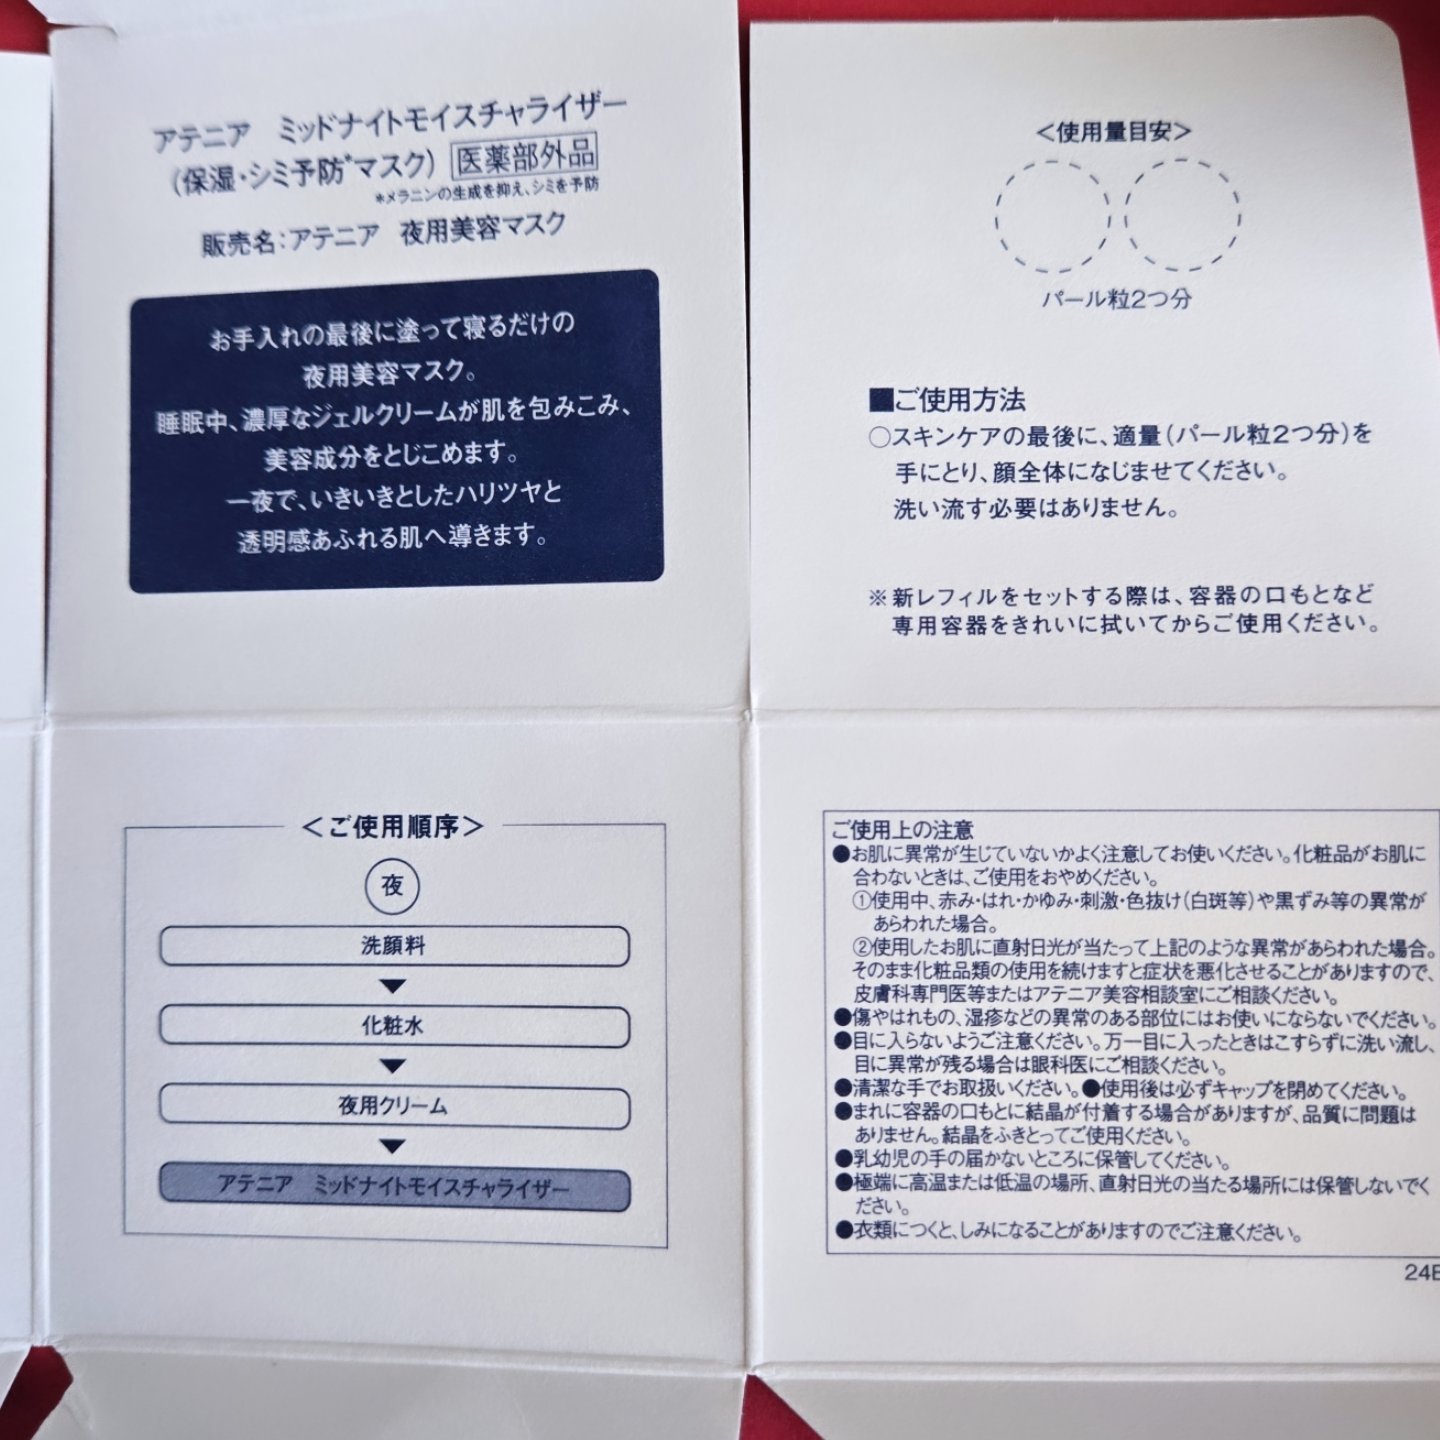 アテニア　ミッドナイトモイスチャライザー
(保湿・シミ予防*マスク) 医薬部外品
*メラニンの生成を抑え、シミを予防
販売名:アテニア　夜用美容マスク
お手入れの最後に塗って寝るだけの
夜用美容マスク。
睡眠中、濃厚なジェルクリームが肌を包みこみ、
美容成分をとじこめます。
一夜で、いきいきとしたハリツヤと
透明感あふれる肌へ導きます。
<使用量目安>
パール粒2つ分
■ご使用方法
○スキンケアの最後に、適量(パール粒2つ分)を
手にとり、顔全体になじませてください。
洗い流す必要はありません。
※新レフィルをセットする際は、容器の口もとなど
専用容器をきれいに拭いてからご使用ください。
<ご使用順序>
夜
洗顔料
▼
化粧水
▼
夜用クリーム
▼
アテニア　ミッドナイトモイスチャライザー
ご使用上の注意
●お肌に異常が生じていないかよく注意してお使いください。化粧品がお肌に
合わないときは、ご使用をおやめください。
①使用中、赤み・はれ・かゆみ・刺激・色抜け(白斑等)や黒ずみ等の異常が
あらわれた場合。
②使用したお肌に直射日光が当たって上記のような異常があらわれた場合。
そのまま化粧品類の使用を続けますと症状を悪化させることがありますので、
皮膚科専門医等またはアテニア美容相談室にご相談ください。
●傷やはれもの、湿疹などの異常のある部位にはお使いにならないでください。
●目に入らないようご注意ください。万一目に入ったときはこすらずに洗い流し、
目に異常が残る場合は眼科医にご相談ください。
●清潔な手でお取扱いください。●使用後は必ずキャップを閉めてください。
●まれに容器の口もとに結晶が付着する場合がありますが、品質に問題は
ありません。結晶をふきとってご使用ください。
●乳幼児の手の届かないところに保管してください。
●極端に高温または低温の場所、直射日光の当たる場所には保管しないでく
ださい。
●衣類につくと、しみになることがありますのでご注意ください。